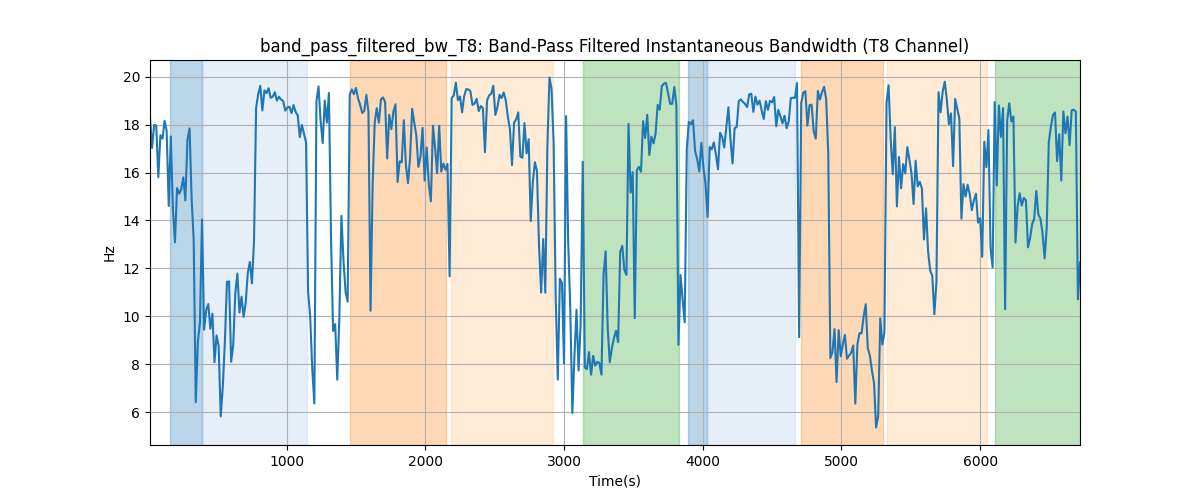 band_pass_filtered_bw_T8: Band-Pass Filtered Instantaneous Bandwidth (T8 Channel)
20
18
16
14
12
10
8
6
Hz
1000 2000 3000 4000 5000 6000
Time(s)